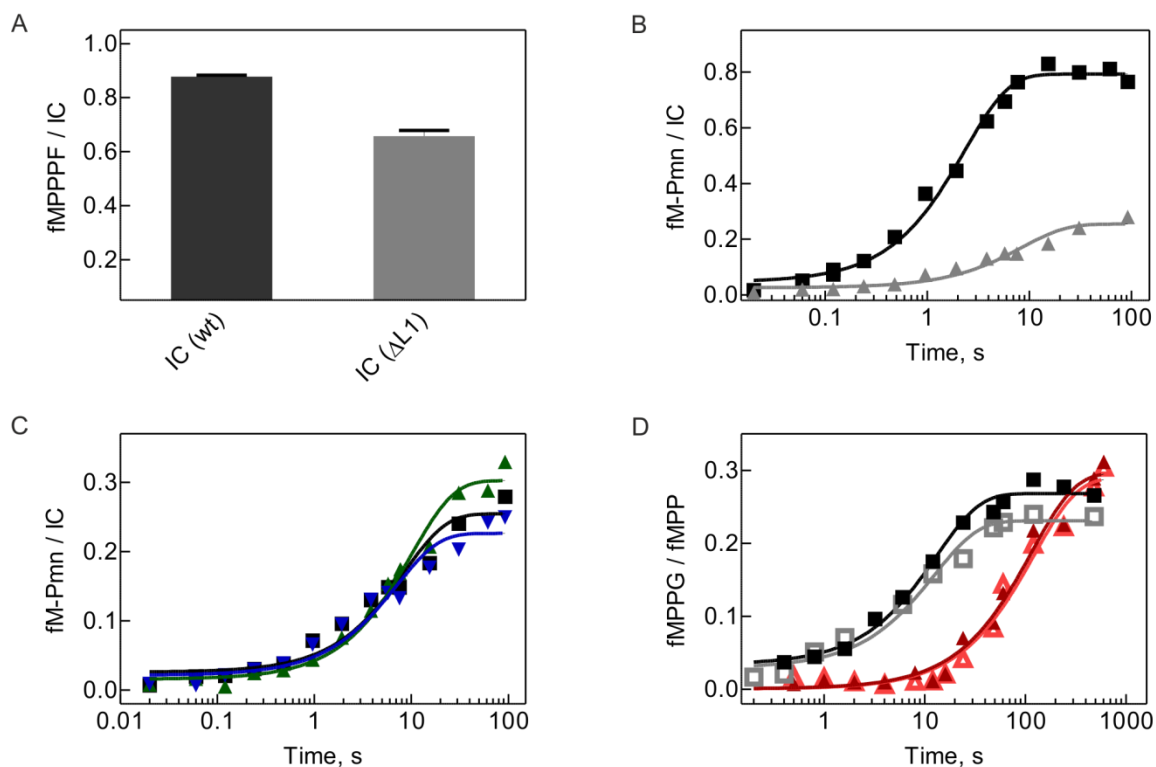 A
fMPPPF / IC
1.0
0.8
0.6
0.4
0.2
IC (wt)
IC (ΔL1)
B
fM-Pmn / IC
0.8
0.6
0.4
0.2
0.0
0.1
1
10
100
Time, s
C
fM-Pmn / IC
0.3
0.2
0.1
0.0
0.01
0.1
1
10
100
Time, s
D
fMPPG / fMPP
0.3
0.2
0.1
0.0
1
10
100
1000
Time, s